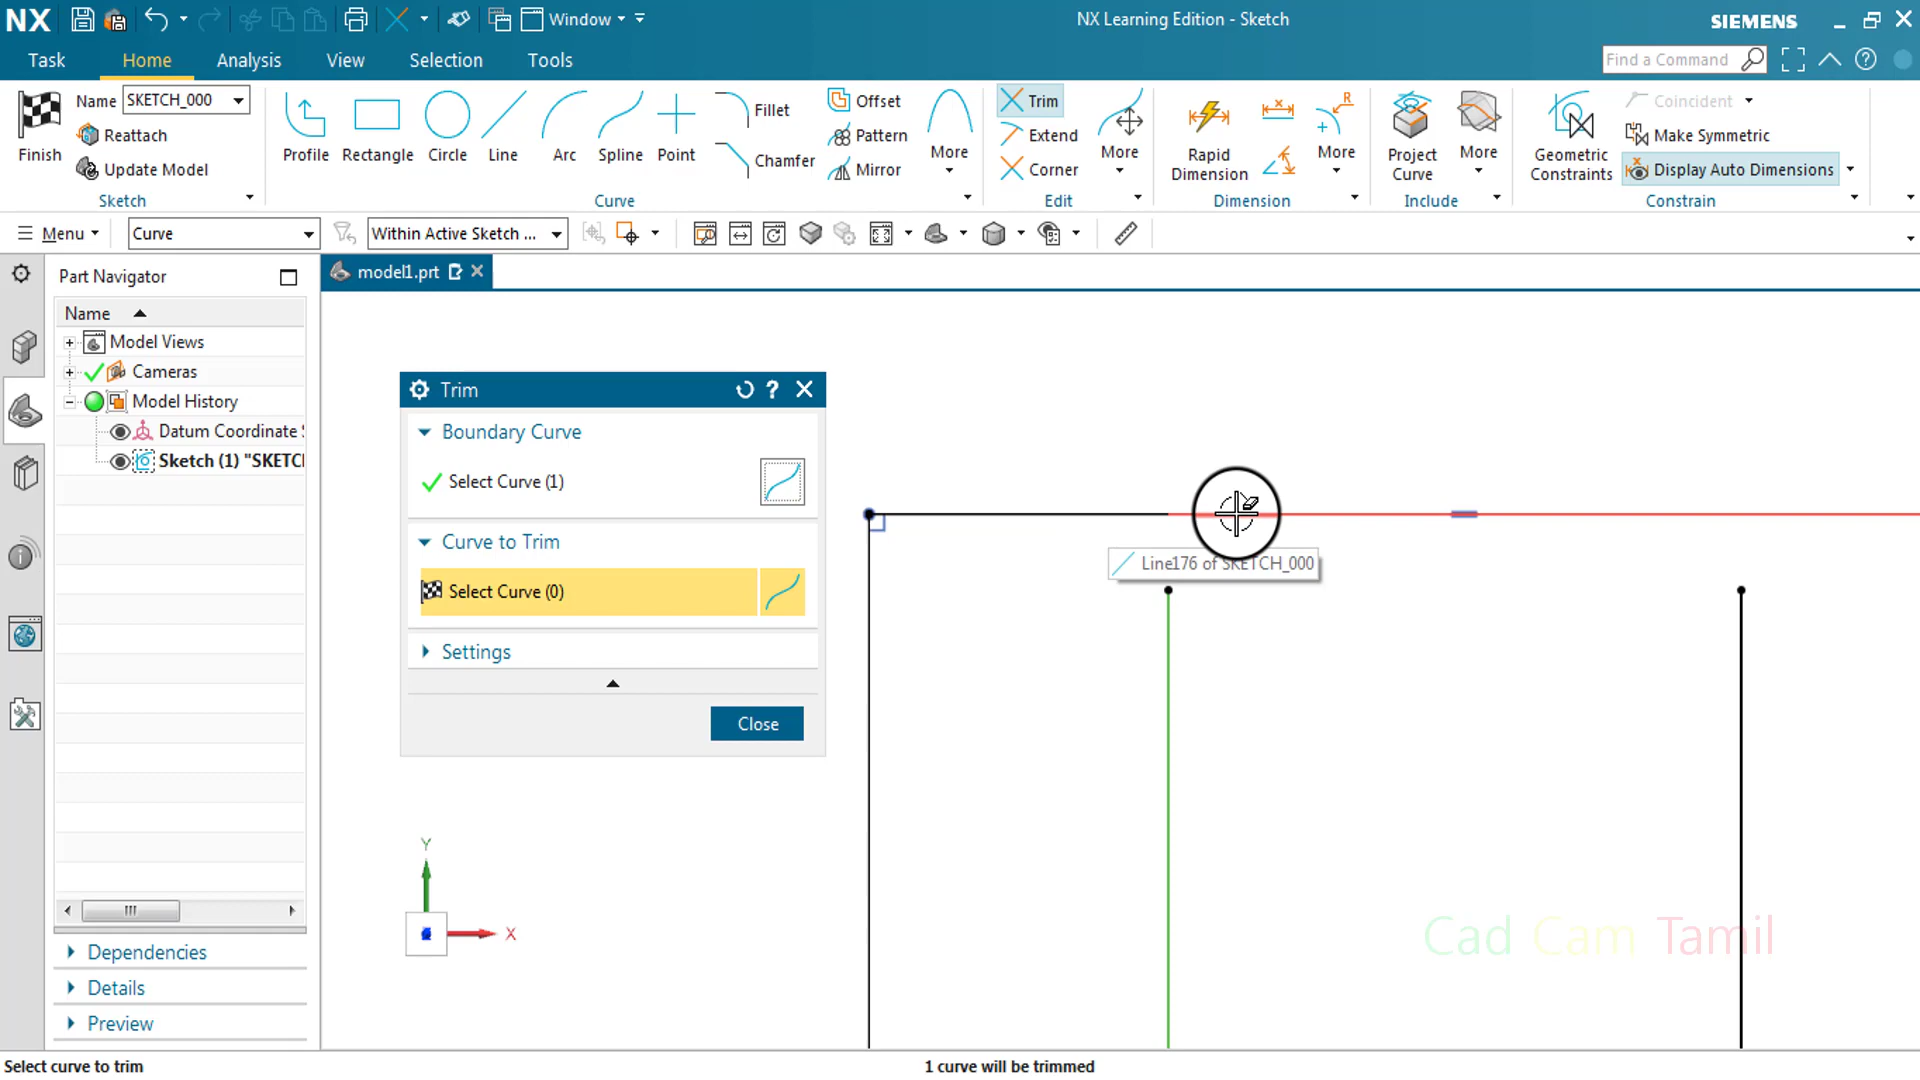 NX
Window
NX Learning Edition - Sketch
SIEMENS
Task
Home
Analysis
View
Selection
Tools
Find a Command
Name
SKETCH_000
Reattach
Update Model
Finish
Sketch
Profile
Rectangle
Circle
Line
Arc
Spline
Point
Fillet
Chamfer
Offset
Pattern
Mirror
More
Curve
Trim
Extend
Corner
More
Edit
Rapid
Dimension
More
Dimension
Project
Curve
More
Include
Geometric
Constraints
Coincident
Make Symmetric
Display Auto Dimensions
Constrain
Menu
Curve
Within Active Sketch ...
Part Navigator
model1.prt
Name
Model Views
Cameras
Model History
Datum Coordinate
Sketch (1) "SKETC
Trim
Boundary Curve
Select Curve (1)
Curve to Trim
Select Curve (0)
Settings
Close
Line176 of SKETCH_000
Y
X
Cad Cam Tamil
Dependencies
Details
Preview
Select curve to trim
1 curve will be trimmed